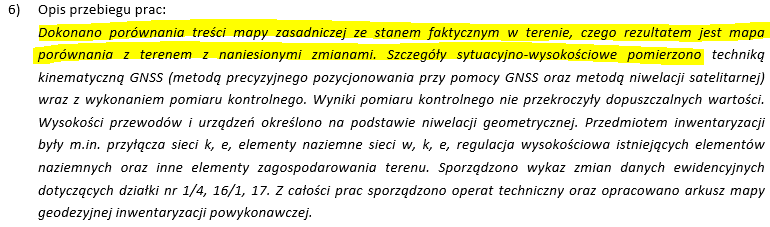 6) Opis przebiegu prac:
Dokonano porównania treści mapy zasadniczej ze stanem faktycznym w terenie, czego rezultatem jest mapa
porównania z terenem z naniesionymi zmianami. Szczegóły sytuacyjno-wysokościowe pomierzono techniką
kinematyczną GNSS (metodą precyzyjnego pozycjonowania przy pomocy GNSS oraz metodą niwelacji satelitarnej)
wraz z wykonaniem pomiaru kontrolnego. Wyniki pomiaru kontrolnego nie przekroczyły dopuszczalnych wartości.
Wysokości przewodów i urządzeń określono na podstawie niwelacji geometrycznej. Przedmiotem inwentaryzacji
były m.in. przyłącza sieci k, e, elementy naziemne sieci w, k, e, regulacja wysokościowa istniejących elementów
naziemnych oraz inne elementy zagospodarowania terenu. Sporządzono wykaz zmian danych ewidencyjnych
dotyczących działki nr 1/4, 16/1, 17. Z całości prac sporządzono operat techniczny oraz opracowano arkusz mapy
geodezyjnej inwentaryzacji powykonawczej.